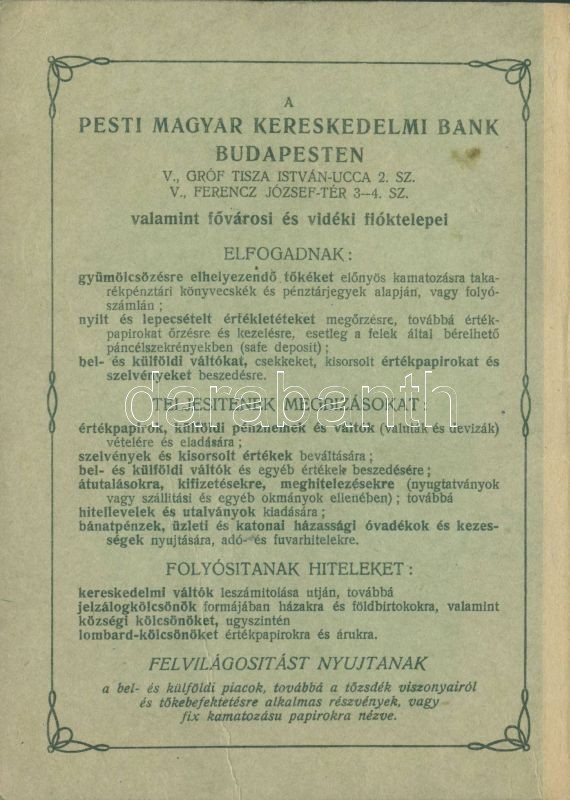 A
PESTI MAGYAR KERESKEDELMI BANK
BUDAPESTEN
V., GRÓF TISZA ISTVÁN-UCCA 2. SZ.
V., FERENCZ JÓZSEF-TÉR 3—4. SZ.
valamint fővárosi és vidéki fióktelepei
ELFOGADNAK:
gyümölcsözésre elhelyezendő tőkéket előnyös kamatozásra taka-
rékpénztári könyvecskék és pénztárjegyek alapján, vagy folyó-
számlán;
nyilt és lepecsételt értékletéteket megőrzésre, továbbá érték-
papirokat őrzésre és kezelésre, esetleg a felek által bérelhető
páncélszekrényekben (safe deposit);
bel- és külföldi váltókat, csekkeket, kisorsolt értékpapirokat és
szelvényeket beszedésre.
darabanth
TELJESITENEK MEGBIZÁSOKAT:
értékpapirok, külföldi pénznemek és váltók (valuták és devizák)
vételére és eladására;
szelvények és kisorsolt értékek beváltására;
bel- és külföldi váltók és egyéb értékek beszedésére;
átutalásokra, kifizetésekre, meghitelezésekre (nyugtatványok
vagy szállitási és egyéb okmányok ellenében); továbbá
hitellevelek és utalványok kiadására;
bánatpénzek, üzleti és katonai házassági óvadékok és kezes-
ségek nyujtására, adó- és fuvarhitelekre.
FOLYÓSITANAK HITELEKET:
kereskedelmi váltók leszámitolása utján, továbbá
jelzálogkölcsönök formájában házakra és földbirtokokra, valamint
községi kölcsönöket, ugyszintén
lombard-kölcsönöket értékpapirokra és árukra.
FELVILÁGOSITÁST NYUJTANAK
a bel- és külföldi piacok, továbbá a tőzsdék viszonyairól
és tőkebefektetésre alkalmas részvények, vagy
fix kamatozásu papirokra nézve.